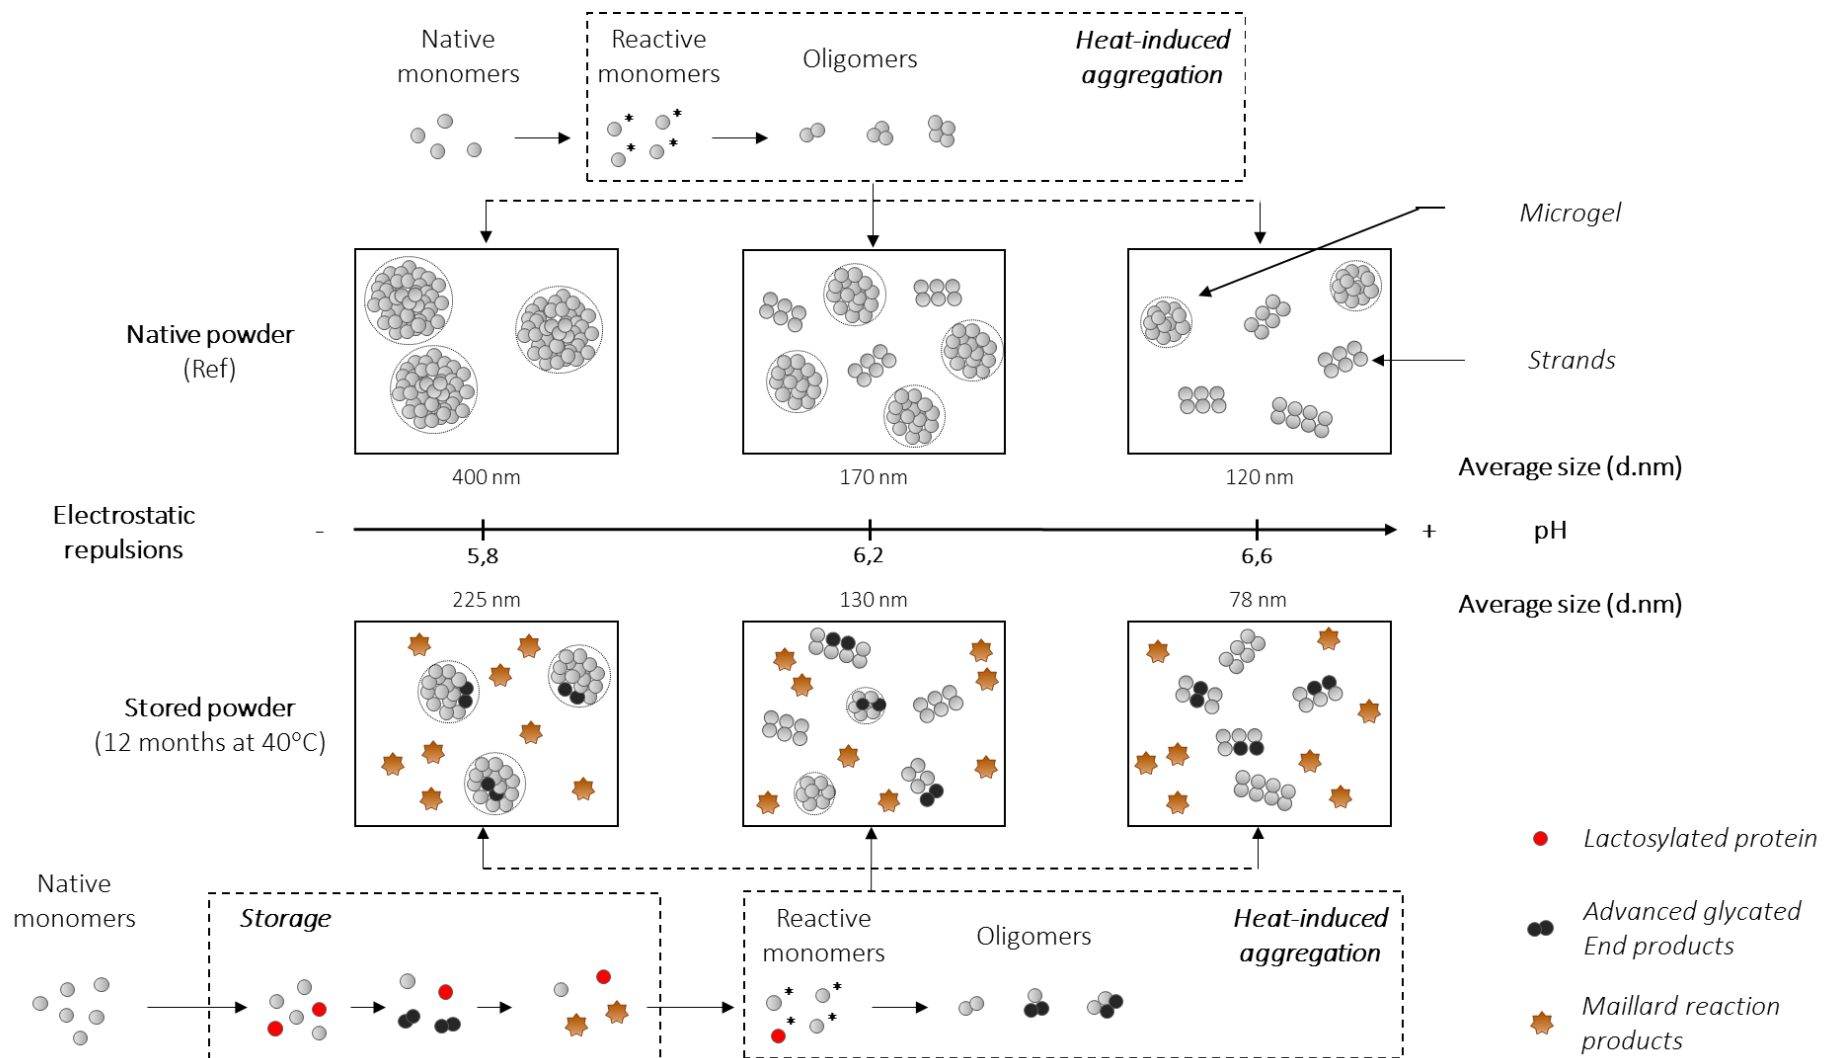 Native
monomers
Reactive
monomers
Oligomers
Heat-induced
aggregation
Microgel
Strands
Native powder
(Ref)
400 nm
170 nm
120 nm
Average size (d.nm)
Electrostatic
repulsions
-
+
pH
5,8
6,2
6,6
225 nm
130 nm
78 nm
Average size (d.nm)
Stored powder
(12 months at 40°C)
Native
monomers
Storage
Reactive
monomers
Oligomers
Heat-induced
aggregation
Lactosylated protein
Advanced glycated
End products
Maillard reaction
products